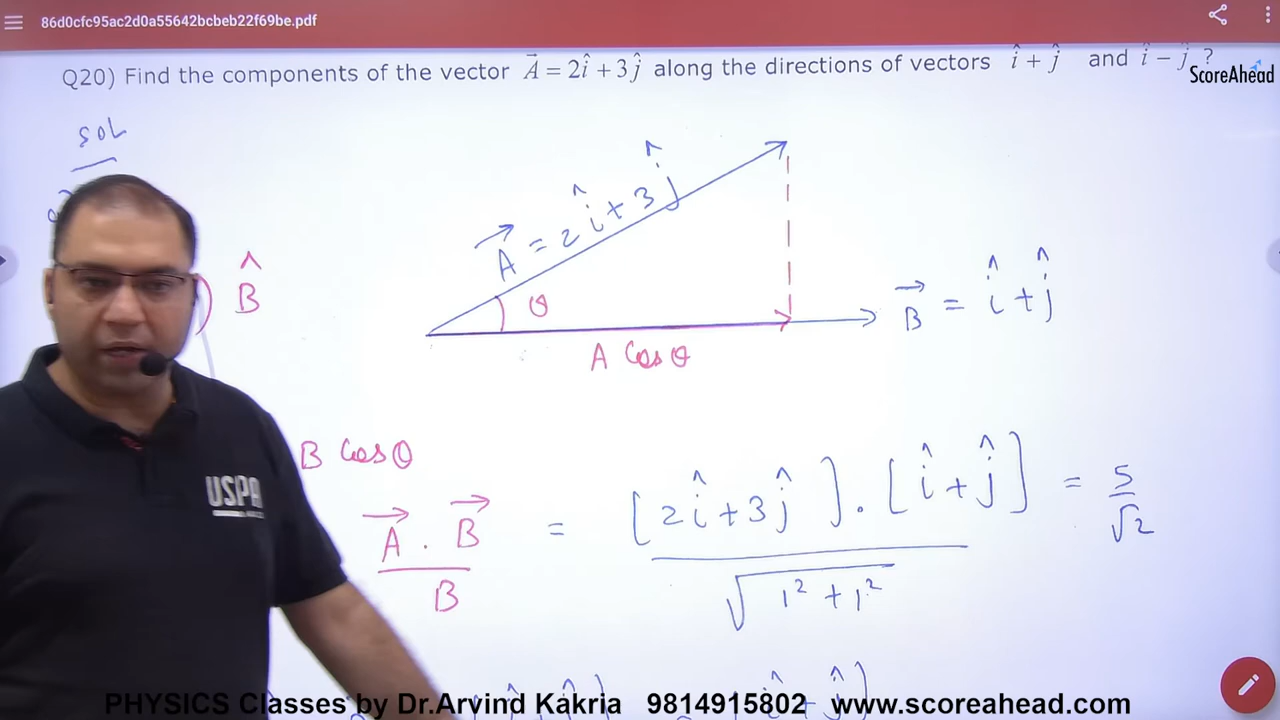 86d0cfc95ac2d0a55642bcbeb22f69be.pdf
Q20) Find the components of the vector A⃗ = 2î + 3ĵ along the directions of vectors î + ĵ and î − ĵ ?
ScoreAhead
SOL
A⃗ = 2î + 3ĵ
B̂
θ
B⃗ = î + ĵ
A Cosθ
B Cosθ
A⃗ . B⃗ / B = [2î + 3ĵ] . [î + ĵ] / √(1² + 1²) = 5/√2
USPA
PHYSICS Classes by Dr.Arvind Kakria 9814915802 www.scoreahead.com